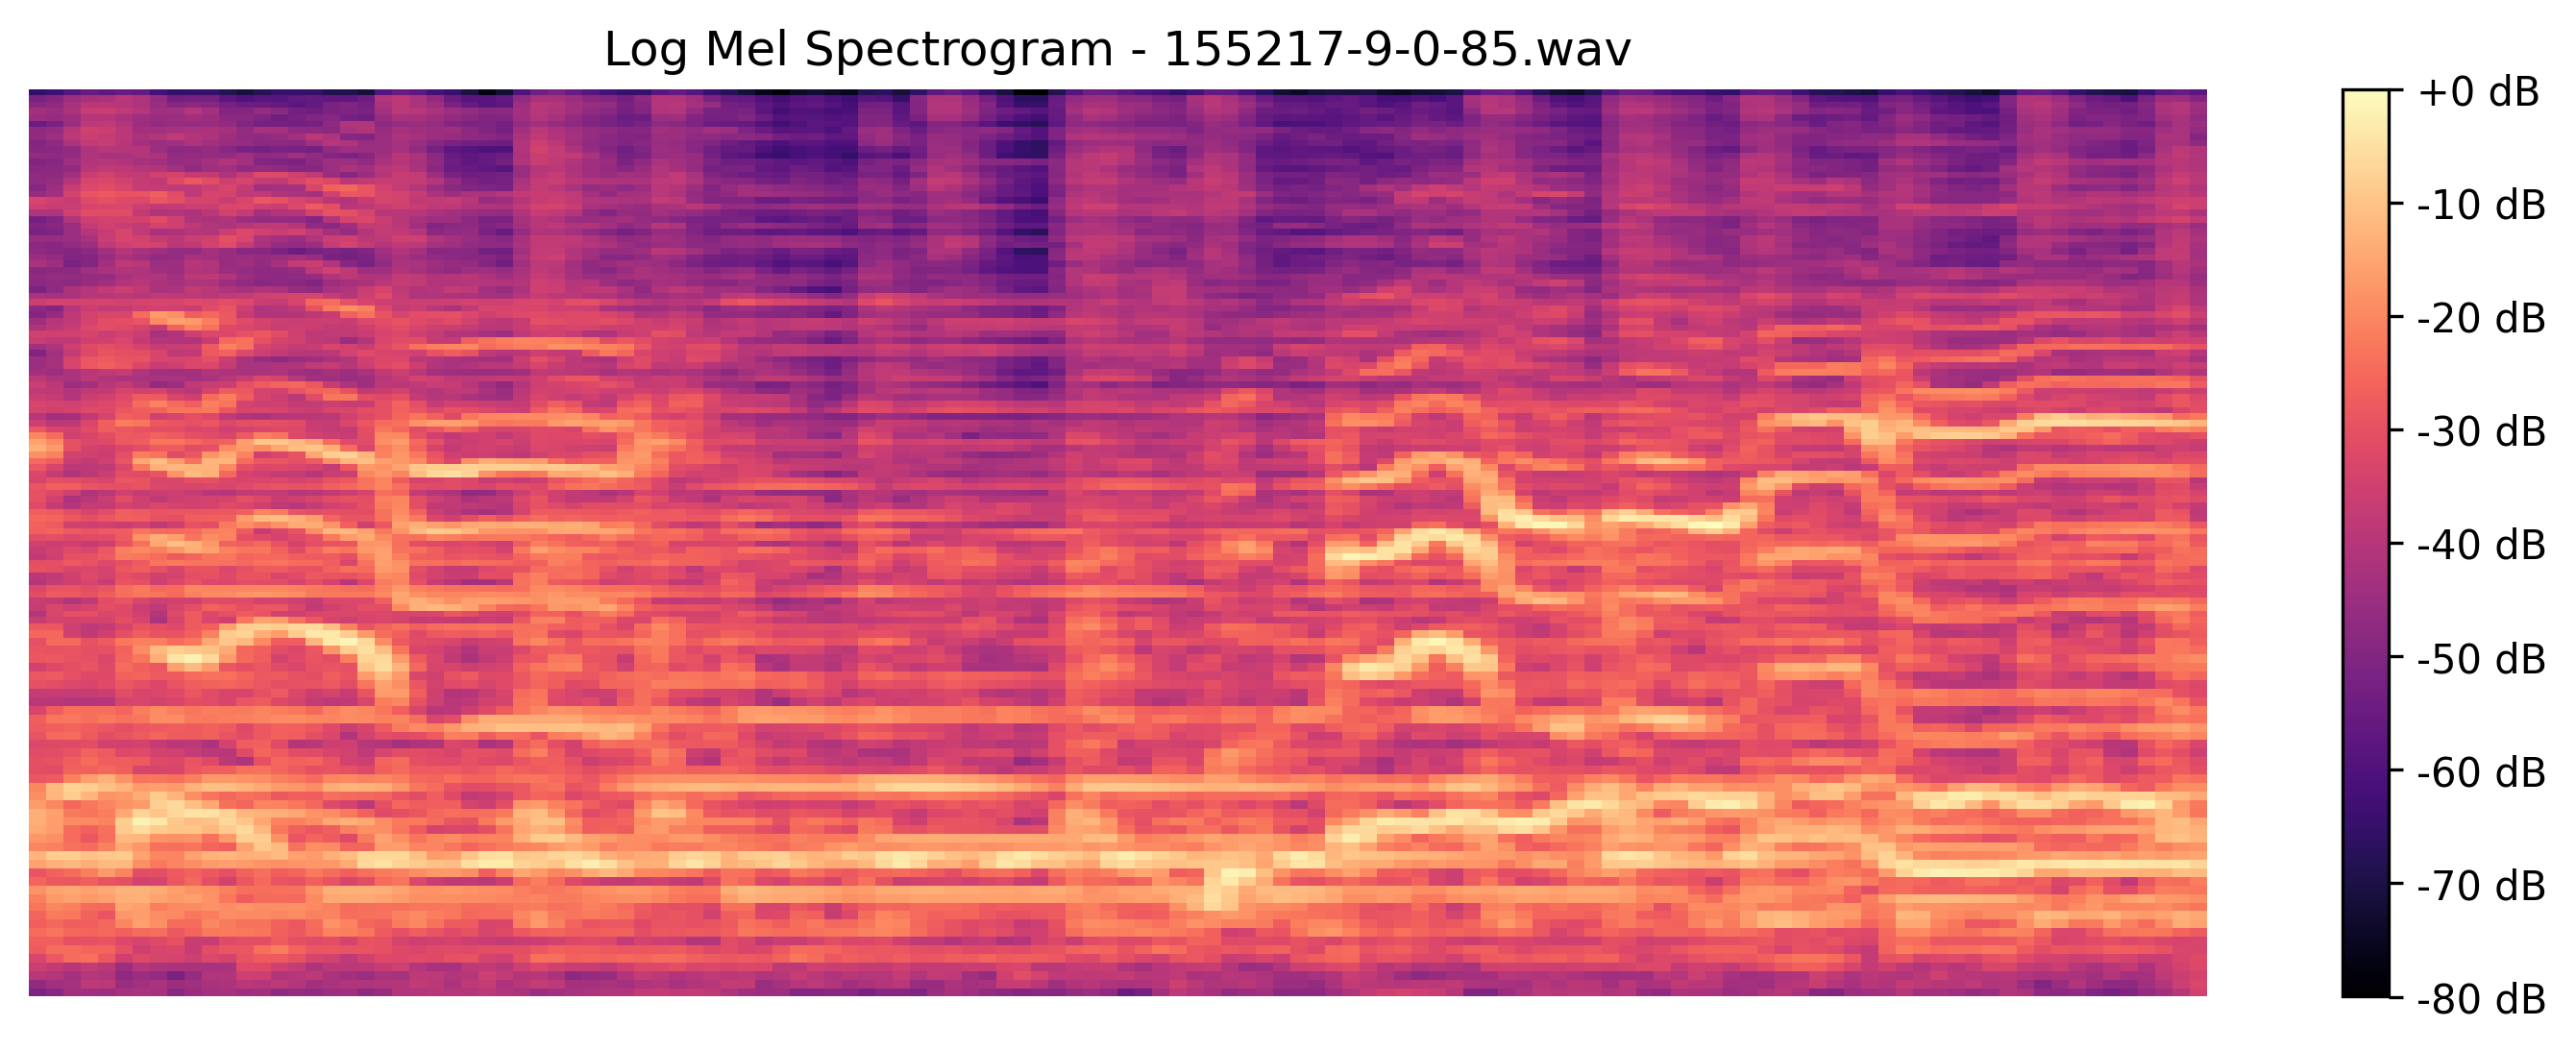 Log Mel Spectrogram - 155217-9-0-85.wav
+0 dB
-10 dB
-20 dB
-30 dB
-40 dB
-50 dB
-60 dB
-70 dB
-80 dB